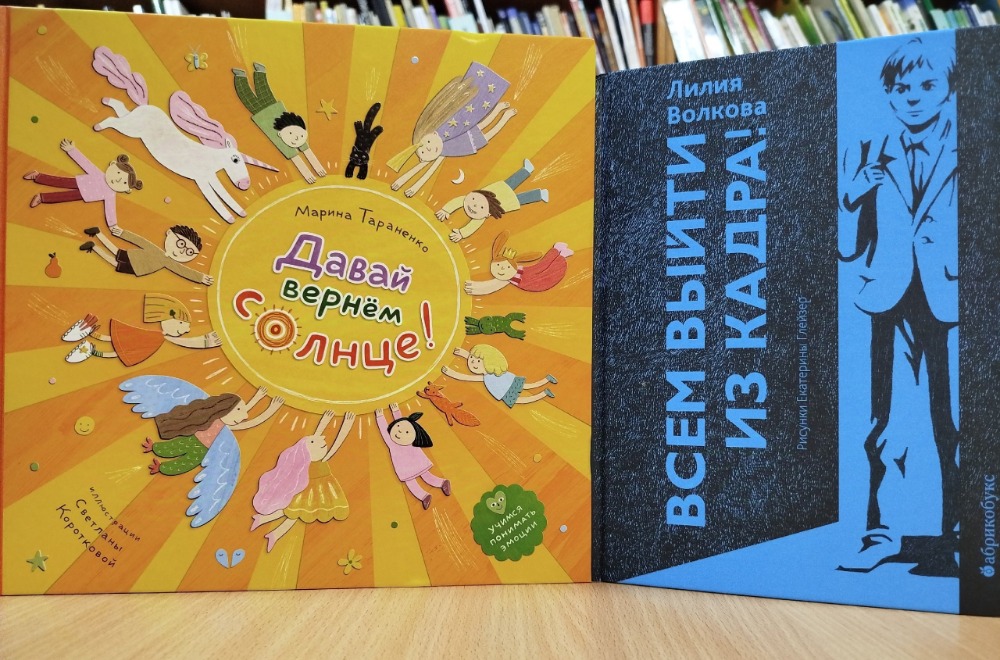 Марина Тараненко
Давай
вернём
солнце!
иллюстрации
Светланы
Коротковой
учимся
понимать
эмоции
Лилия
Волкова
ВСЕМ ВЫЙТИ
ИЗ КАДРА!
Рисунки Екатерины Глейзер
абрикобукс